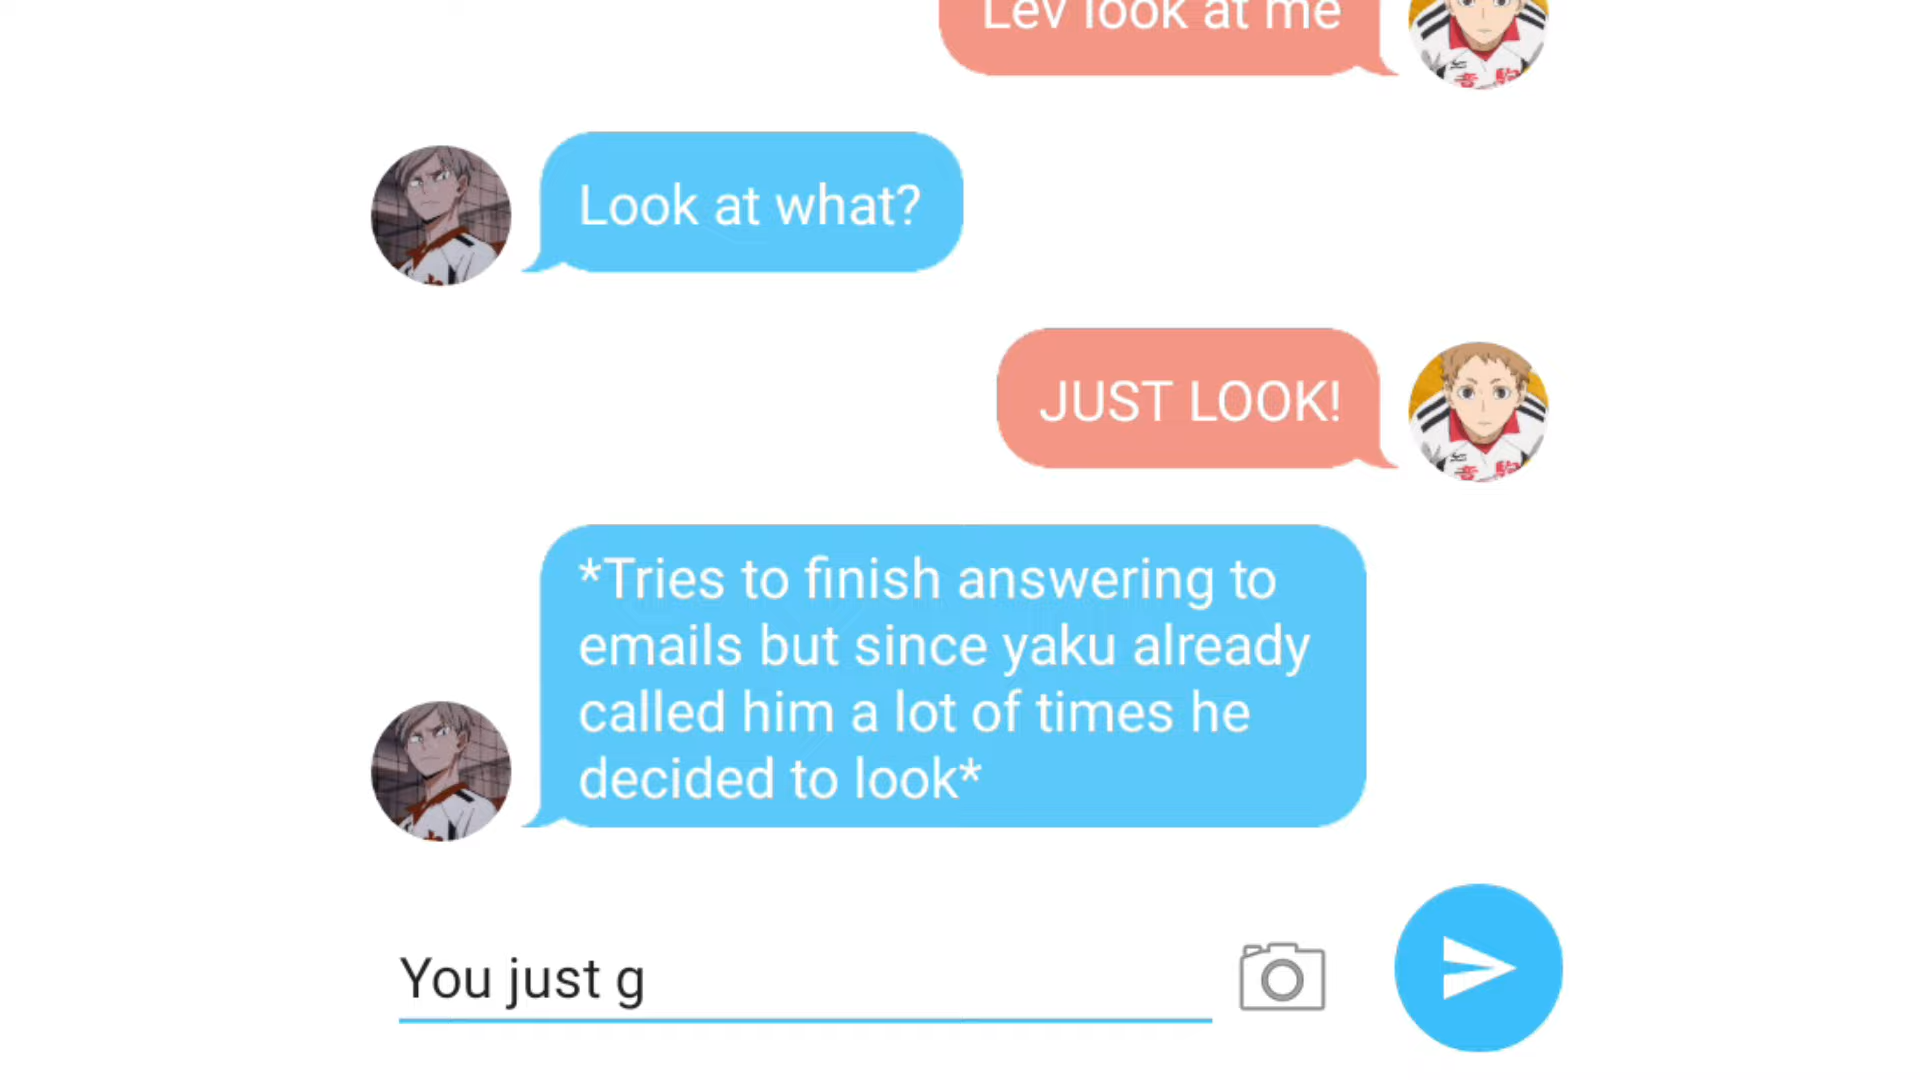 Lev look at me
Look at what?
JUST LOOK!
*Tries to finish answering to
emails but since yaku already
called him a lot of times he
decided to look*
You just g